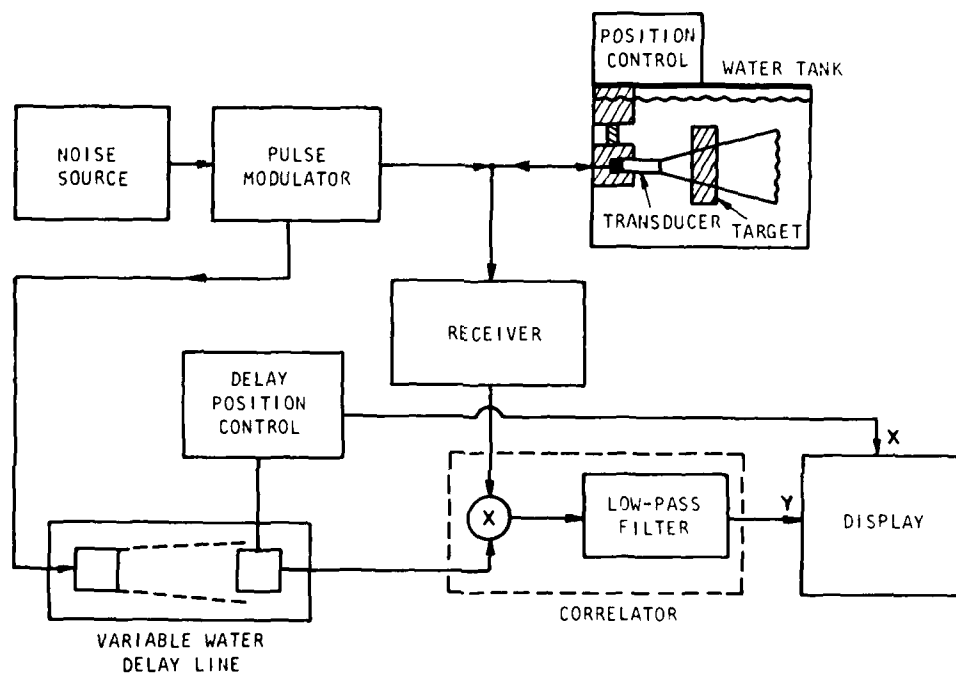 POSITION
CONTROL
WATER TANK
NOISE
SOURCE
PULSE
MODULATOR
TRANSDUCER
TARGET
RECEIVER
DELAY
POSITION
CONTROL
X
LOW-PASS
FILTER
X
Y
DISPLAY
CORRELATOR
VARIABLE WATER
DELAY LINE